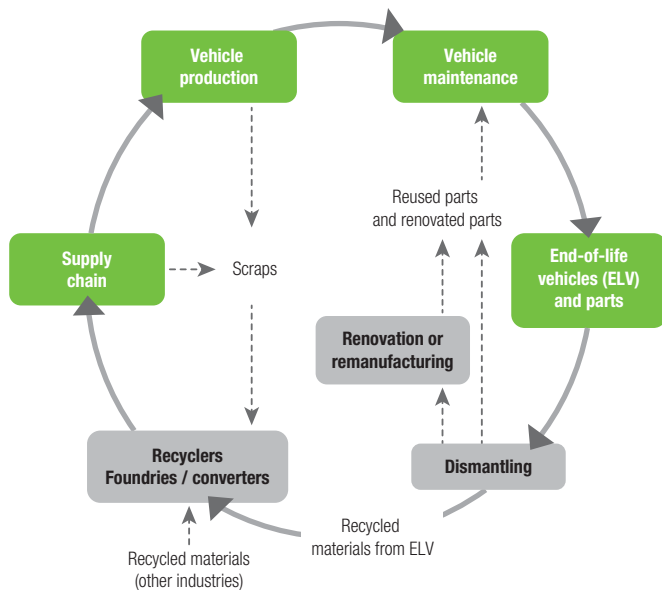 Vehicle
production
Vehicle
maintenance
Reused parts
and renovated parts
Supply
chain
Scraps
End-of-life
vehicles (ELV)
and parts
Renovation or
remanufacturing
Recyclers
Foundries / converters
Dismantling
Recycled
materials from ELV
Recycled materials
(other industries)